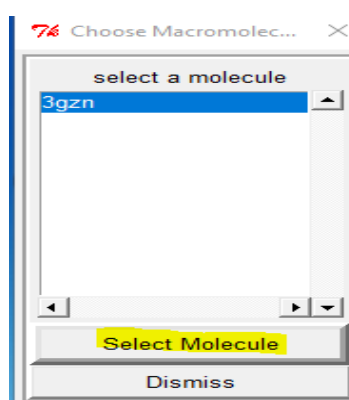 Choose Macromolec...
select a molecule
3gzn
Select Molecule
Dismiss